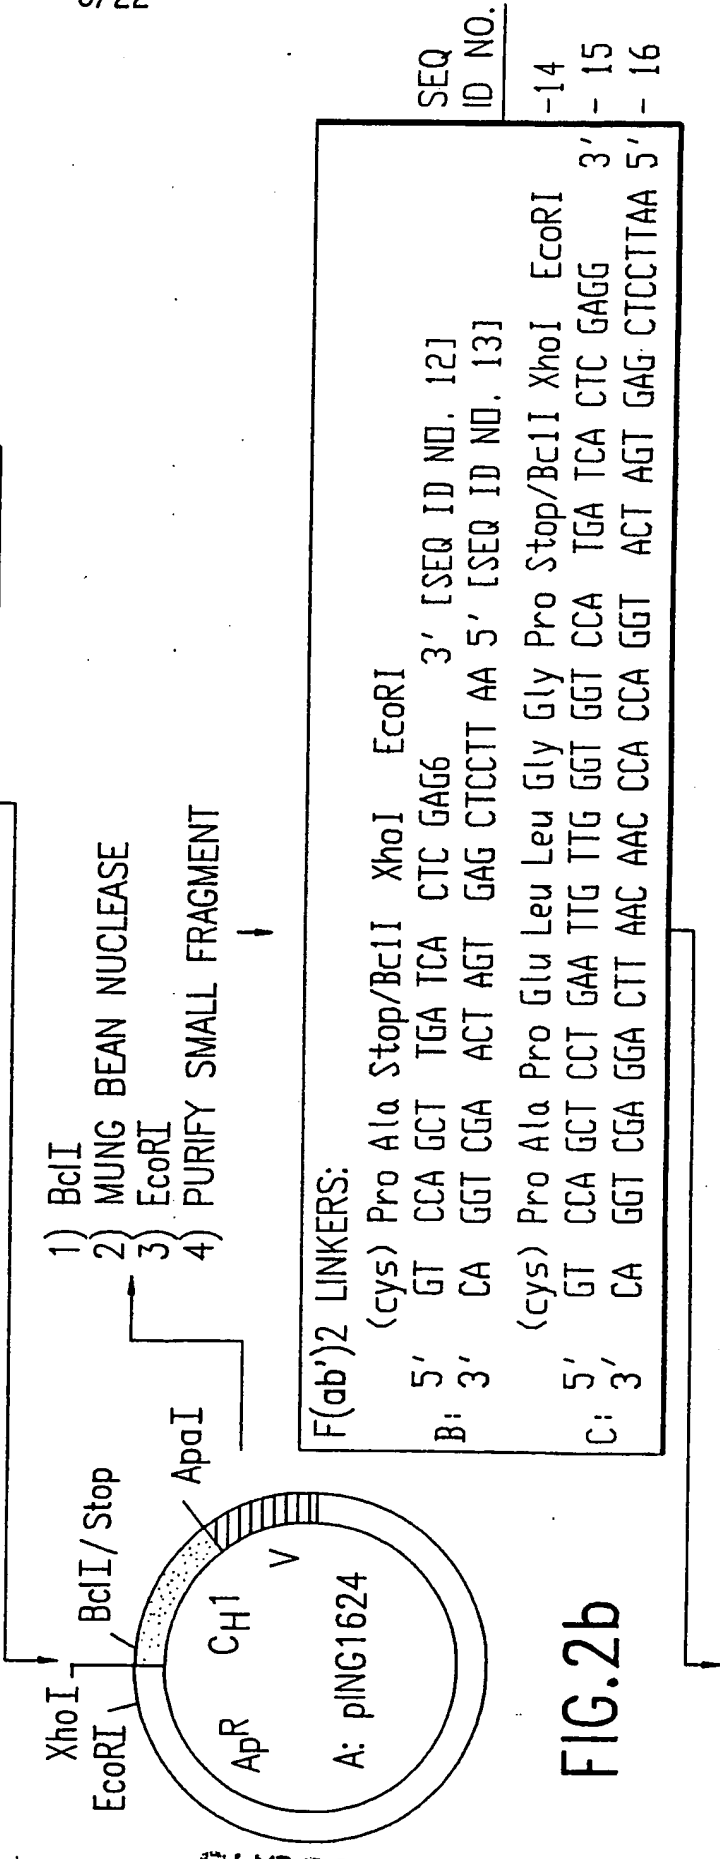 XhoI
EcoRI
BclI/Stop
ApaI
ApR
CH1
V
A: pING1624
1) BclI
2) MUNG BEAN NUCLEASE
3) EcoRI
4) PURIFY SMALL FRAGMENT
SEQ
ID NO.
F(ab')2 LINKERS:
(cys) Pro Ala Stop/BclI XhoI EcoRI
B: 5' GT CCA GCT TGA TCA CTC GAG6 3' [SEQ ID NO. 12]
3' CA GGT CGA ACT AGT GAG CTCCTT AA 5' [SEQ ID NO. 13]
(cys) Pro Ala Pro Glu Leu Leu Gly Gly Pro Stop/BclI XhoI EcoRI -14
C: 5' GT CCA GCT CCT GAA TTG TTG GGT GGT CCA TGA TCA CTC GAGG 3' - 15
3' CA GGT CGA GGA CTT AAC AAC CCA CCA GGT ACT AGT GAG CTCCTTAA 5' - 16
FIG.2b